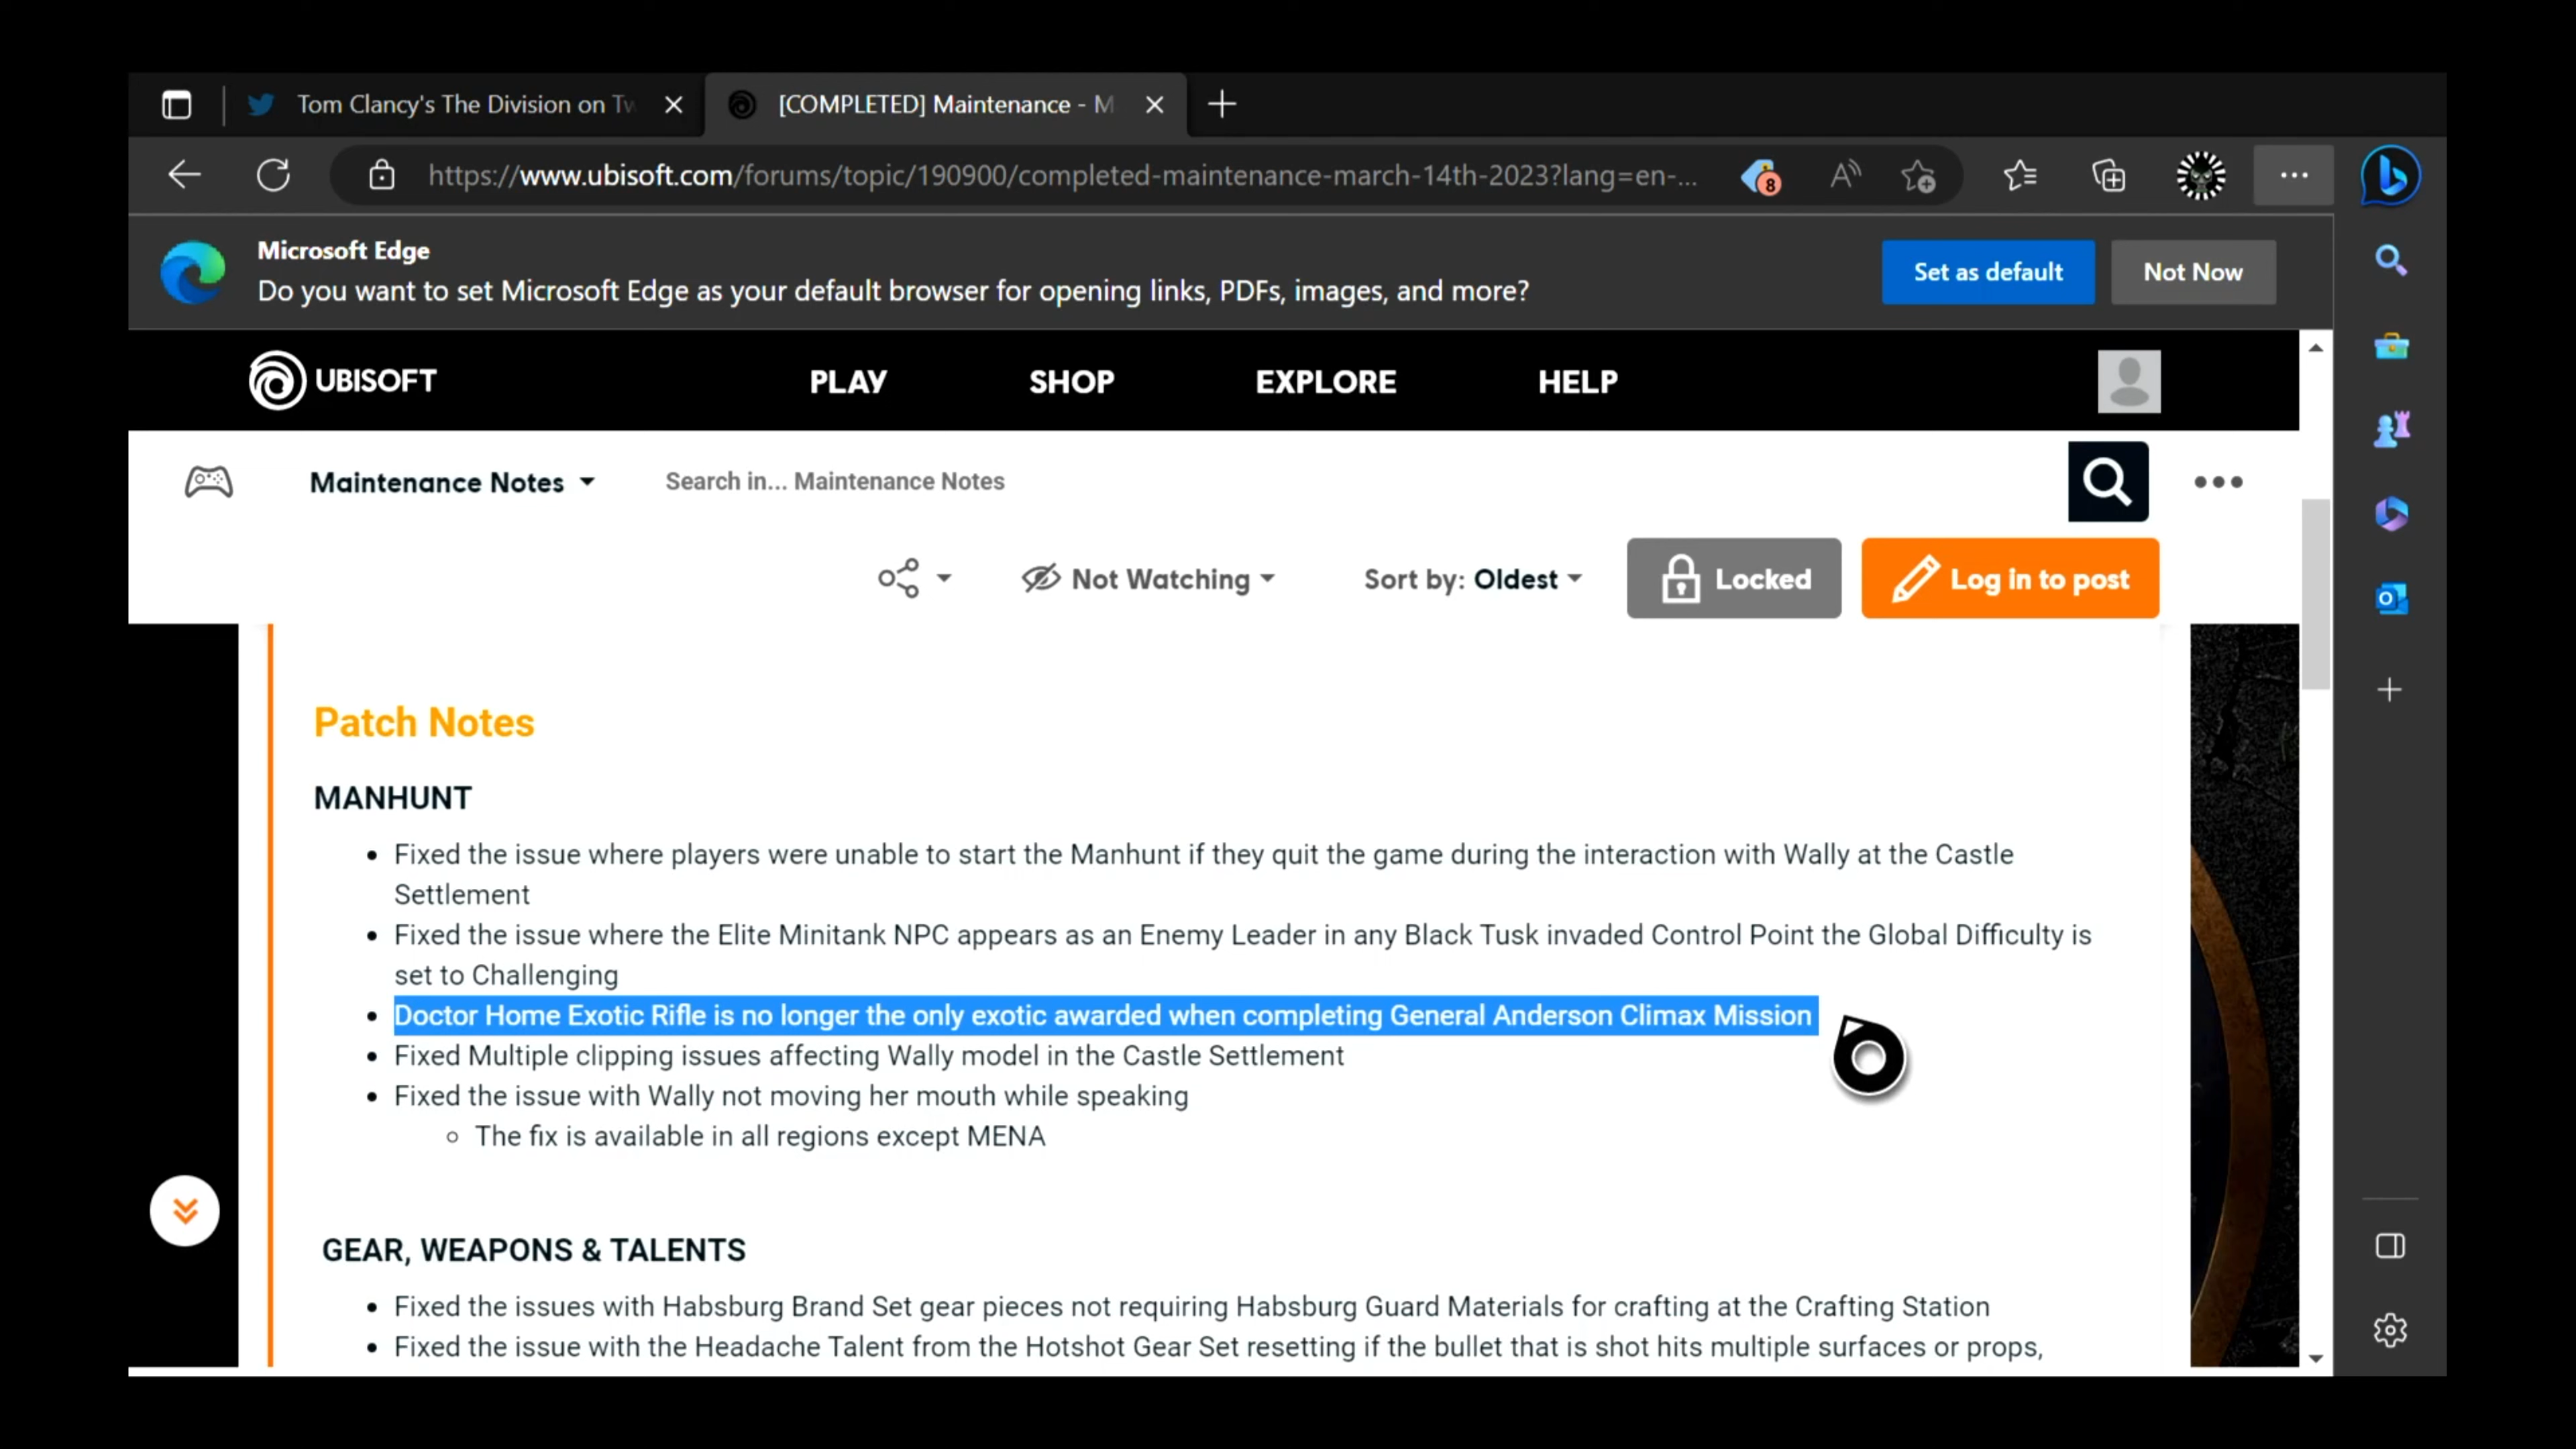 Tom Clancy's The Division on Tw
[COMPLETED] Maintenance - M
https://www.ubisoft.com/forums/topic/190900/completed-maintenance-march-14th-2023?lang=en-...
8
A
Microsoft Edge
Do you want to set Microsoft Edge as your default browser for opening links, PDFs, images, and more?
Set as default
Not Now
UBISOFT
PLAY
SHOP
EXPLORE
HELP
Maintenance Notes
Search in... Maintenance Notes
Not Watching
Sort by: Oldest
Locked
Log in to post
Patch Notes
MANHUNT
• Fixed the issue where players were unable to start the Manhunt if they quit the game during the interaction with Wally at the Castle
Settlement
• Fixed the issue where the Elite Minitank NPC appears as an Enemy Leader in any Black Tusk invaded Control Point the Global Difficulty is
set to Challenging
• Doctor Home Exotic Rifle is no longer the only exotic awarded when completing General Anderson Climax Mission
• Fixed Multiple clipping issues affecting Wally model in the Castle Settlement
• Fixed the issue with Wally not moving her mouth while speaking
○ The fix is available in all regions except MENA
GEAR, WEAPONS & TALENTS
• Fixed the issues with Habsburg Brand Set gear pieces not requiring Habsburg Guard Materials for crafting at the Crafting Station
• Fixed the issue with the Headache Talent from the Hotshot Gear Set resetting if the bullet that is shot hits multiple surfaces or props,